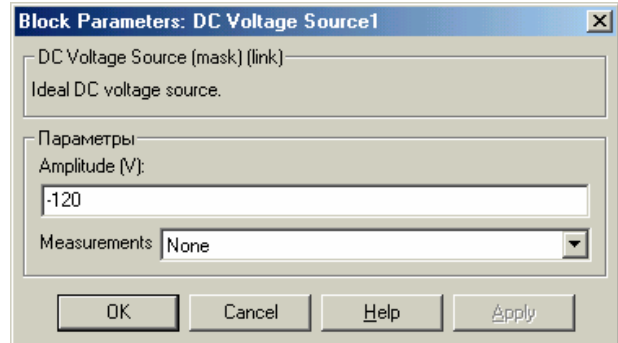 Block Parameters: DC Voltage Source1
DC Voltage Source (mask) (link)
Ideal DC voltage source.
Параметры
Amplitude (V):
-120
Measurements None
OK Cancel Help Apply